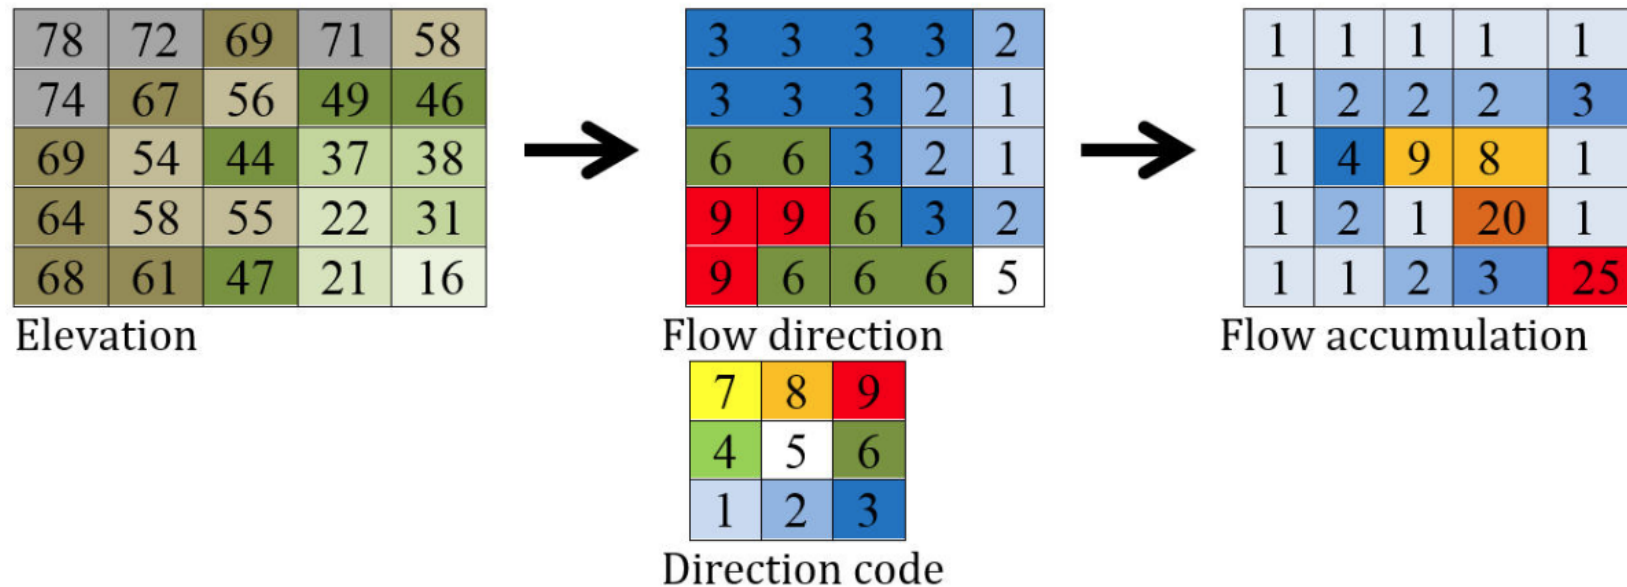 78 72 69 71 58 3 3 3 3 2 1 1 1 1 1
74 67 56 49 46 3 3 3 2 1 1 2 2 2 3
69 54 44 37 38 6 6 3 2 1 1 4 9 8 1
64 58 55 22 31 9 9 6 3 2 1 2 1 20 1
68 61 47 21 16 9 6 6 6 5 1 1 2 3 25
Elevation Flow direction Flow accumulation
7 8 9
4 5 6
1 2 3
Direction code